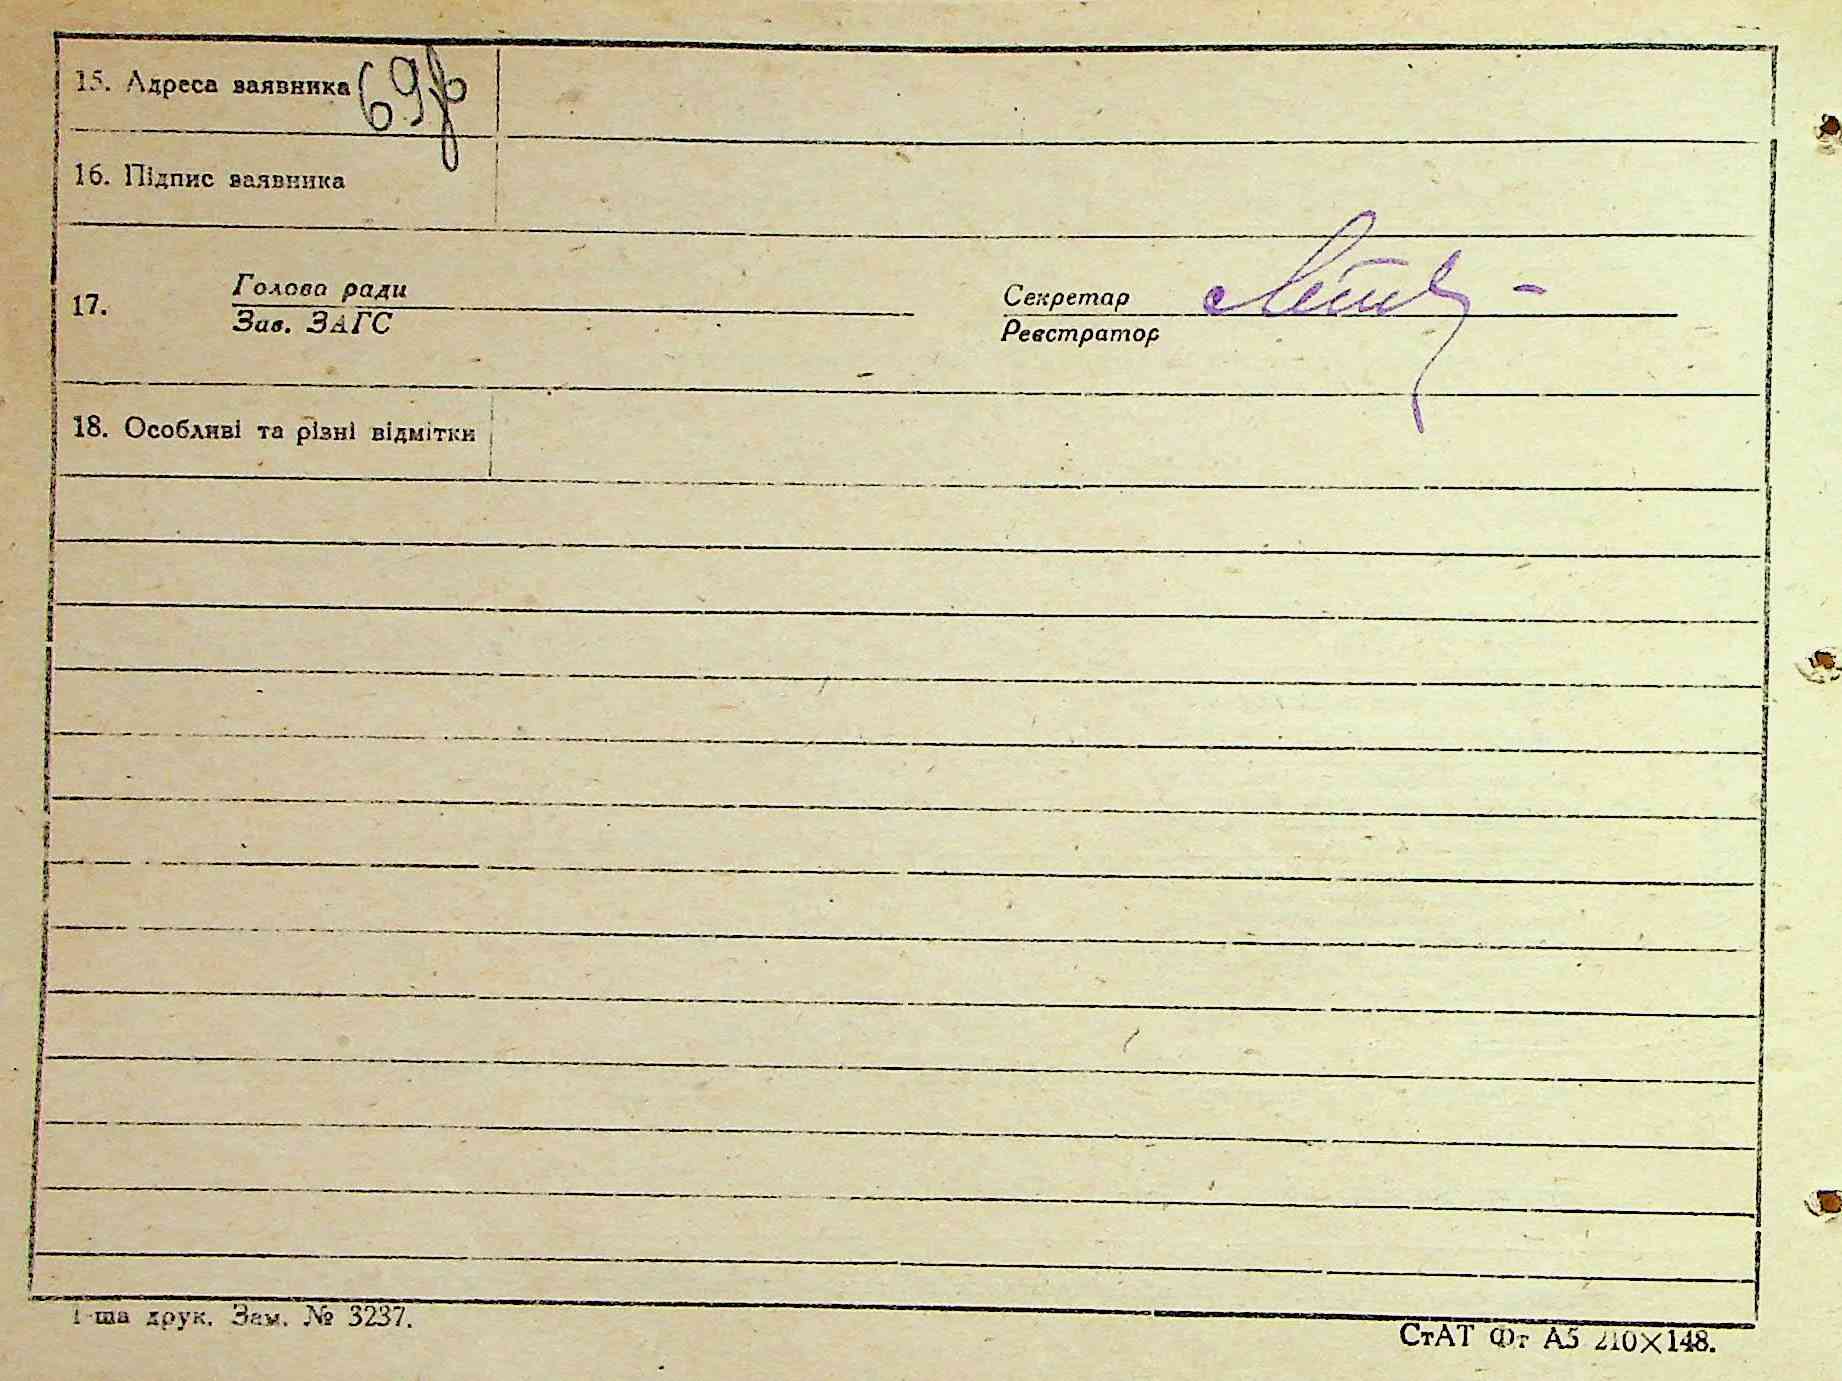 15. Адреса заявника 69
16. Підпис заявника
Голова ради Секретар
17.
Зав. ЗАГС Реєстратор
18. Особливі та різні відмітки
1-ша друк. Зам. № 3237.
СтАТ Фг А5 210×148.